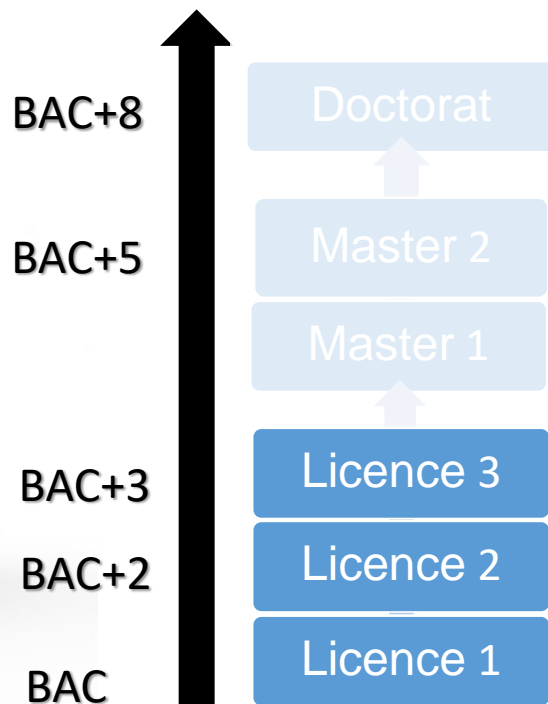 BAC+8 Doctorat
BAC+5 Master 2
Master 1
BAC+3 Licence 3
BAC+2 Licence 2
BAC Licence 1